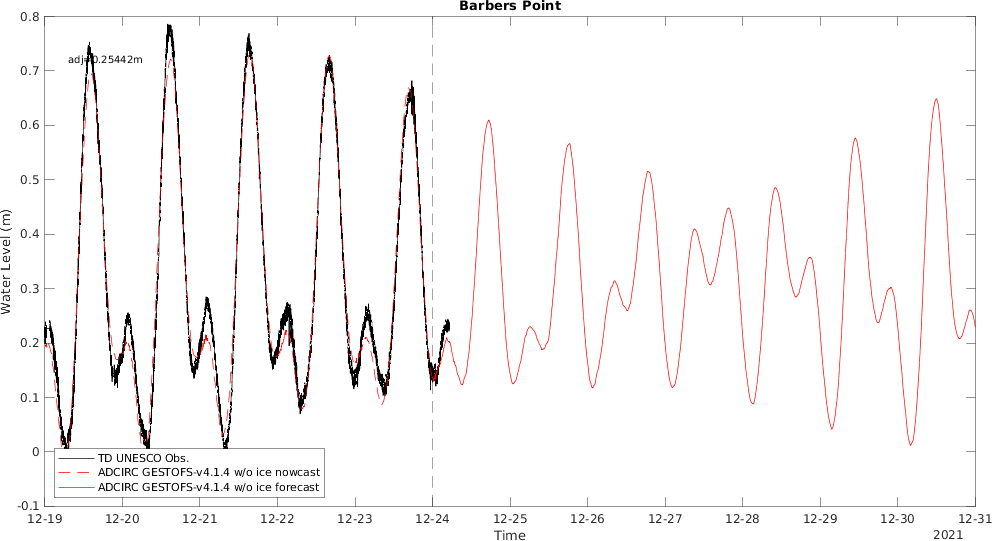 Barbers Point
0.8
0.7
0.6
0.5
0.4
0.3
0.2
0.1
0
-0.1
Water Level (m)
adj=0.25442m
TD UNESCO Obs.
ADCIRC GESTOFS-v4.1.4 w/o ice nowcast
ADCIRC GESTOFS-v4.1.4 w/o ice forecast
12-19 12-20 12-21 12-22 12-23 12-24 12-25 12-26 12-27 12-28 12-29 12-30 12-31
Time
2021